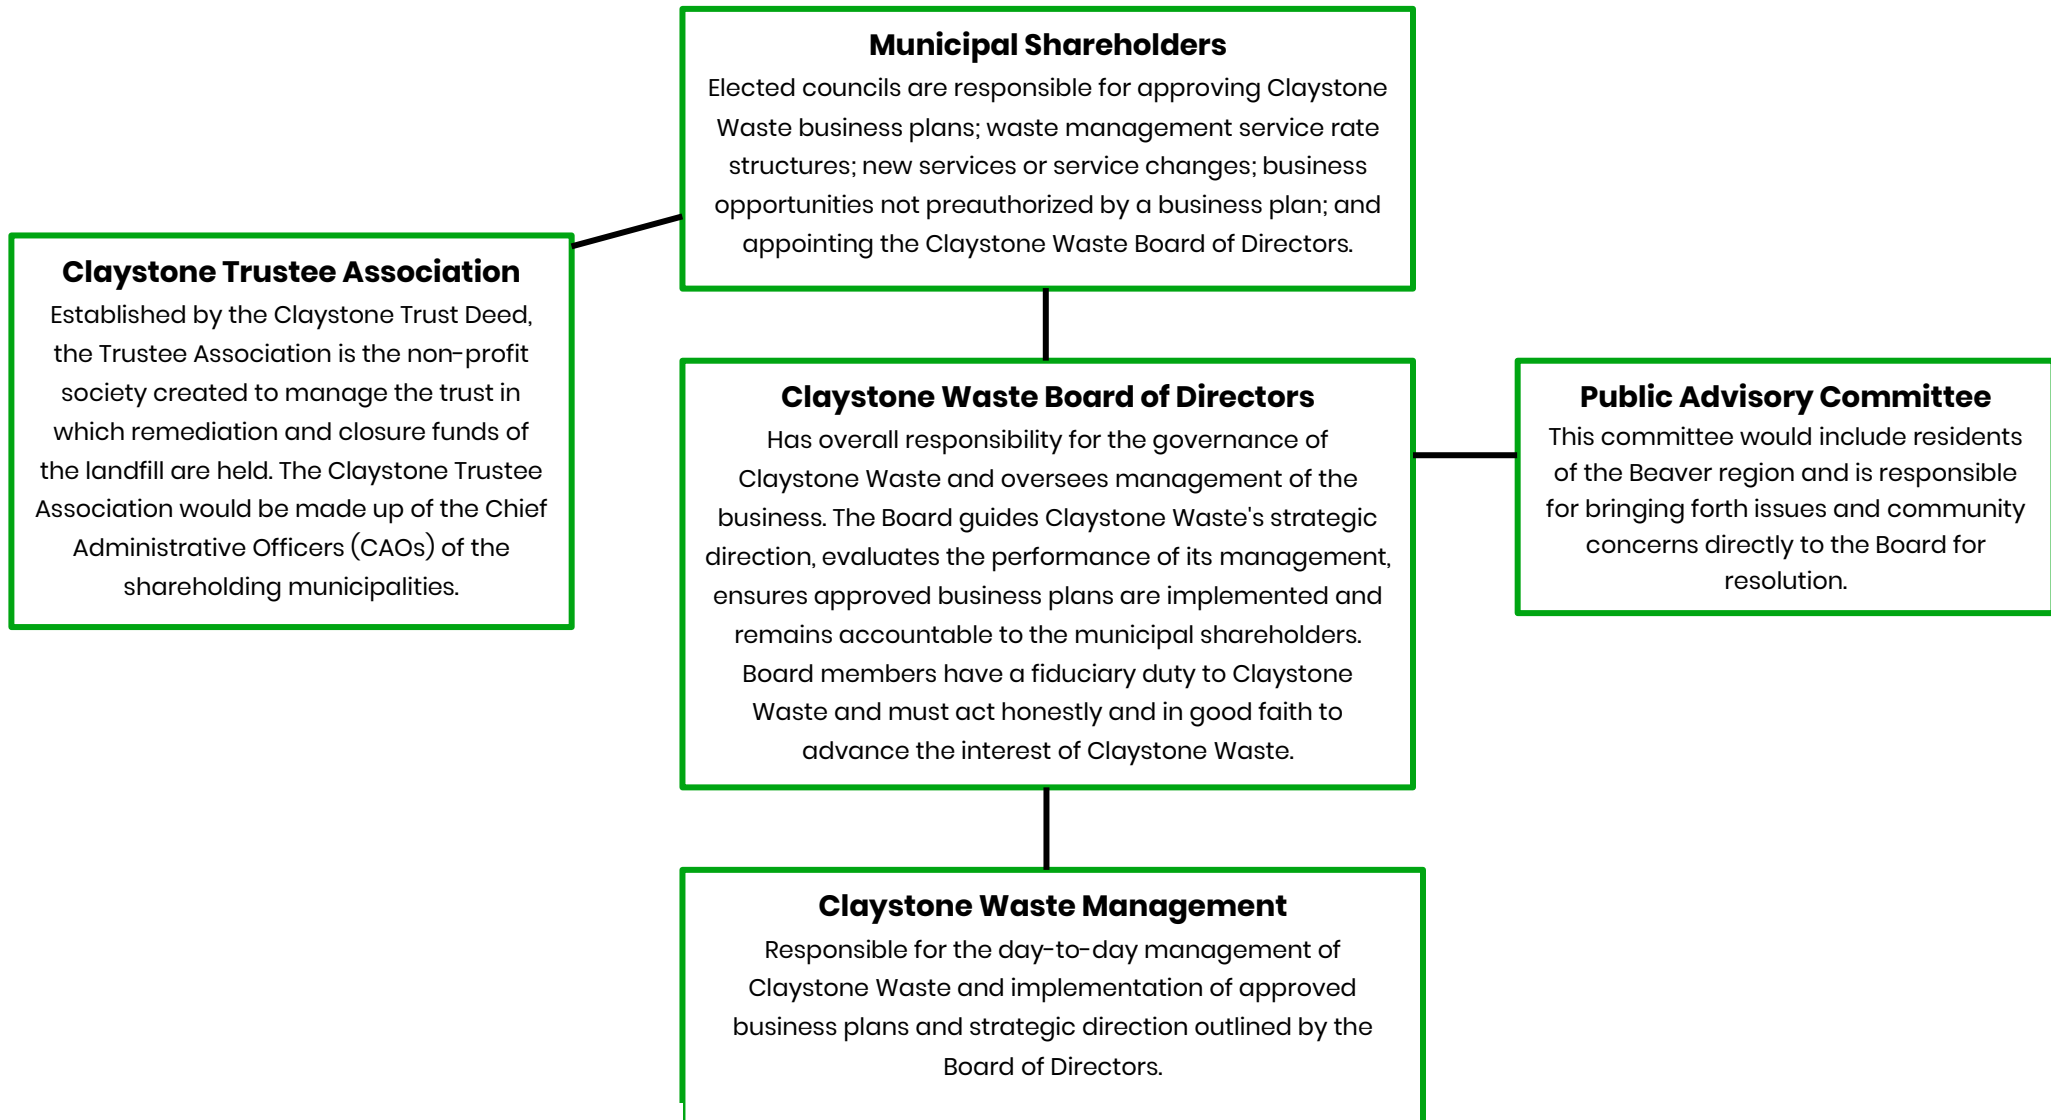 Municipal Shareholders
Elected councils are responsible for approving Claystone
Waste business plans; waste management service rate
structures; new services or service changes; business
opportunities not preauthorized by a business plan; and
appointing the Claystone Waste Board of Directors.
Claystone Trustee Association
Established by the Claystone Trust Deed,
the Trustee Association is the non-profit
society created to manage the trust in
which remediation and closure funds of
the landfill are held. The Claystone Trustee
Association would be made up of the Chief
Administrative Officers (CAOs) of the
shareholding municipalities.
Claystone Waste Board of Directors
Has overall responsibility for the governance of
Claystone Waste and oversees management of the
business. The Board guides Claystone Waste's strategic
direction, evaluates the performance of its management,
ensures approved business plans are implemented and
remains accountable to the municipal shareholders.
Board members have a fiduciary duty to Claystone
Waste and must act honestly and in good faith to
advance the interest of Claystone Waste.
Public Advisory Committee
This committee would include residents
of the Beaver region and is responsible
for bringing forth issues and community
concerns directly to the Board for
resolution.
Claystone Waste Management
Responsible for the day-to-day management of
Claystone Waste and implementation of approved
business plans and strategic direction outlined by the
Board of Directors.